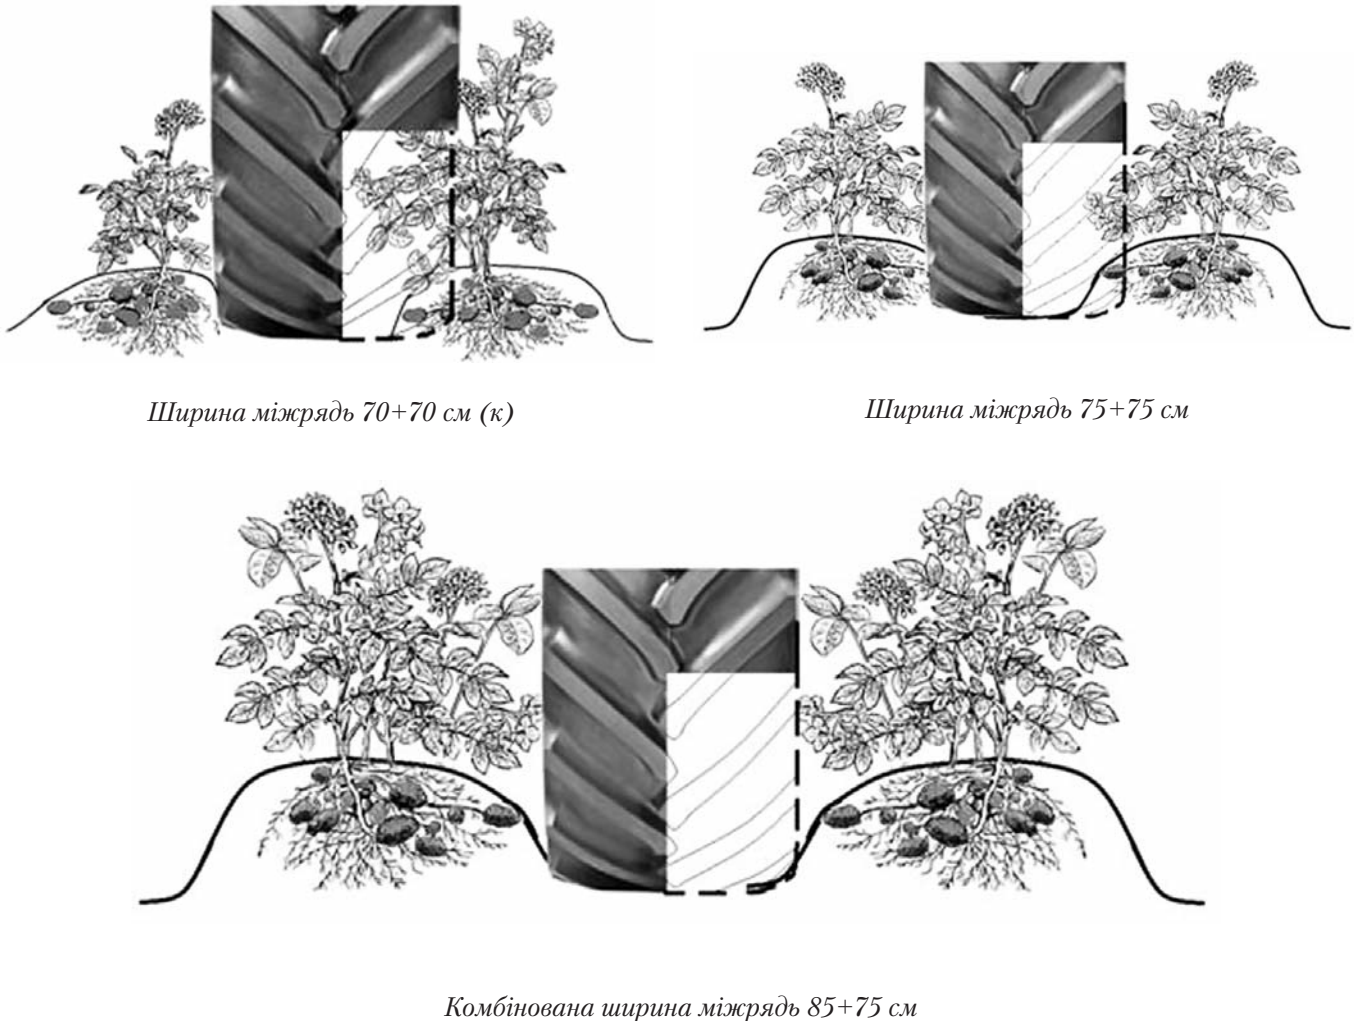 Ширина міжрядь 70+70 см (к)
Ширина міжрядь 75+75 см
Комбінована ширина міжрядь 85+75 см